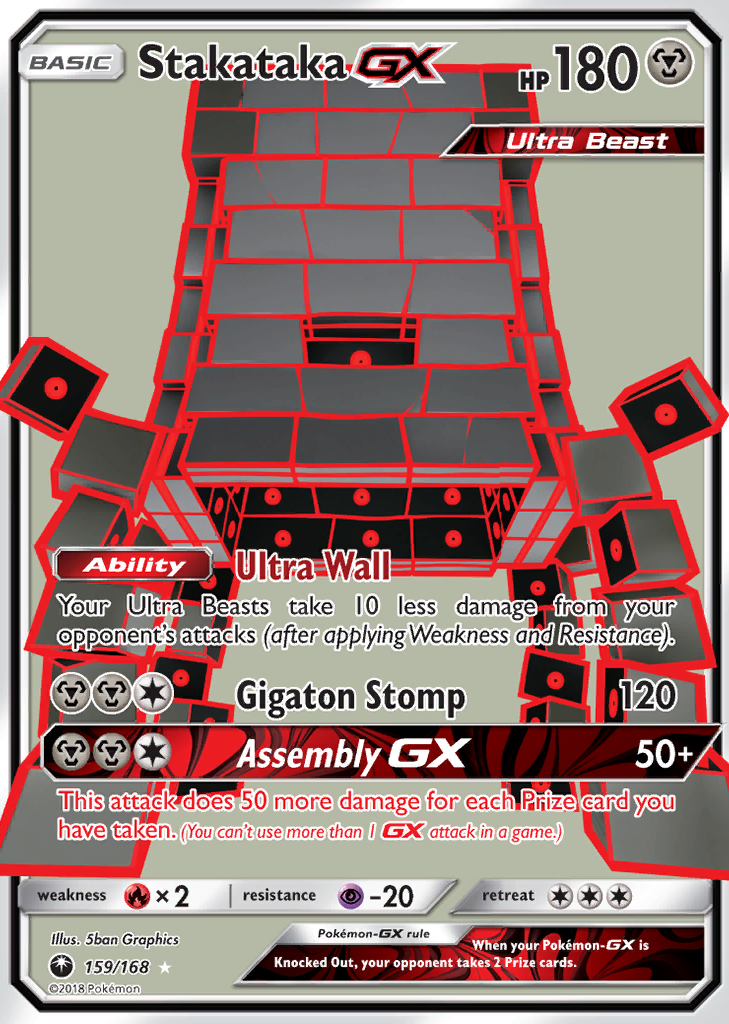 BASIC Stakataka GX HP 180
Ultra Beast
Ability Ultra Wall
Your Ultra Beasts take 10 less damage from your
opponent's attacks (after applying Weakness and Resistance).
Gigaton Stomp 120
Assembly GX 50+
This attack does 50 more damage for each Prize card you
have taken. (You can't use more than 1 GX attack in a game.)
weakness ×2 resistance -20 retreat
Illus. 5ban Graphics
159/168
©2018 Pokémon
Pokémon-GX rule
When your Pokémon-GX is
Knocked Out, your opponent takes 2 Prize cards.